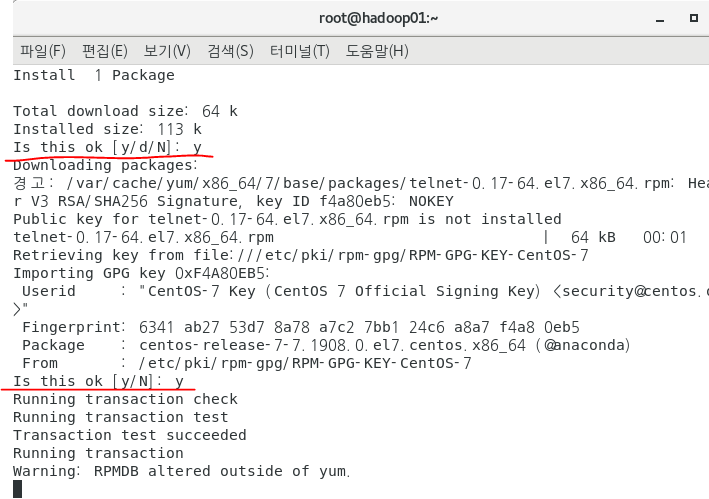 root@hadoop01:~
파일(F) 편집(E) 보기(V) 검색(S) 터미널(T) 도움말(H)
Install 1 Package
Total download size: 64 k
Installed size: 113 k
Is this ok [y/d/N]: y
Downloading packages:
경고: /var/cache/yum/x86_64/7/base/packages/telnet-0.17-64.el7.x86_64.rpm: Hea
r V3 RSA/SHA256 Signature, key ID f4a80eb5: NOKEY
Public key for telnet-0.17-64.el7.x86_64.rpm is not installed
telnet-0.17-64.el7.x86_64.rpm | 64 kB 00:01
Retrieving key from file:///etc/pki/rpm-gpg/RPM-GPG-KEY-CentOS-7
Importing GPG key 0xF4A80EB5:
Userid : "CentOS-7 Key (CentOS 7 Official Signing Key) <security@centos.o
>"
Fingerprint: 6341 ab27 53d7 8a78 a7c2 7bb1 24c6 a8a7 f4a8 0eb5
Package : centos-release-7-7.1908.0.el7.centos.x86_64 (@anaconda)
From : /etc/pki/rpm-gpg/RPM-GPG-KEY-CentOS-7
Is this ok [y/N]: y
Running transaction check
Running transaction test
Transaction test succeeded
Running transaction
Warning: RPMDB altered outside of yum.